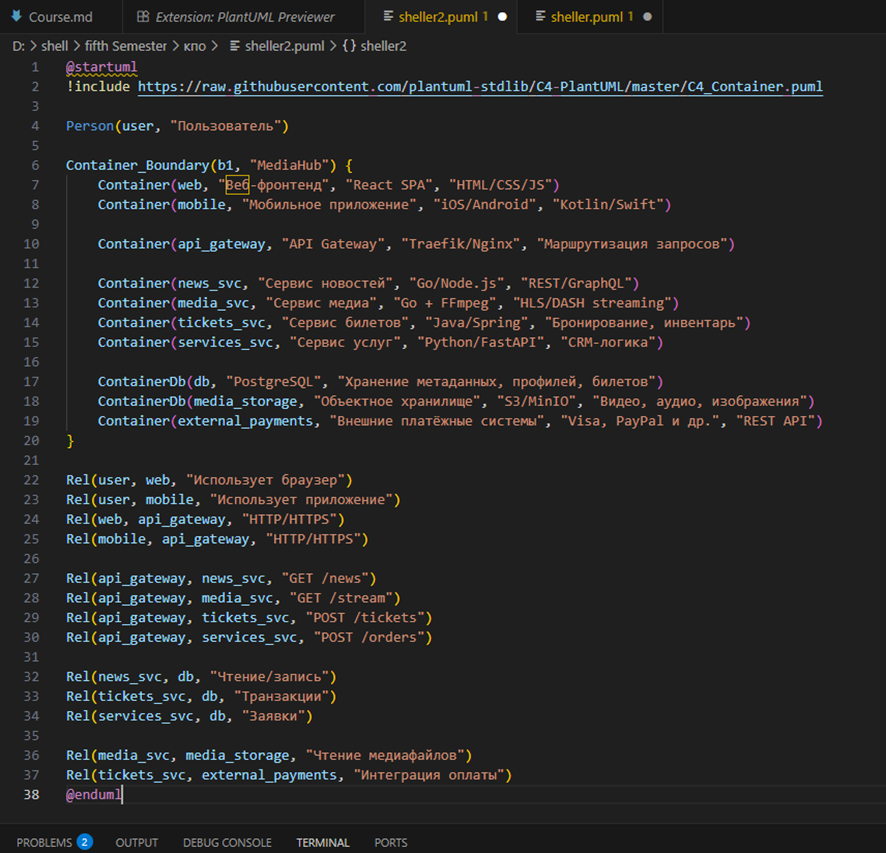 Course.md Extension: PlantUML Previewer sheller2.puml 1 sheller.puml 1
D: > shell > fifth Semester > кпо > sheller2.puml > {} sheller2
1 @startuml
2 !include https://raw.githubusercontent.com/plantuml-stdlib/C4-PlantUML/master/C4_Container.puml
3
4 Person(user, "Пользователь")
5
6 Container_Boundary(b1, "MediaHub") {
7 Container(web, "Веб-фронтенд", "React SPA", "HTML/CSS/JS")
8 Container(mobile, "Мобильное приложение", "iOS/Android", "Kotlin/Swift")
9
10 Container(api_gateway, "API Gateway", "Traefik/Nginx", "Маршрутизация запросов")
11
12 Container(news_svc, "Сервис новостей", "Go/Node.js", "REST/GraphQL")
13 Container(media_svc, "Сервис медиа", "Go + FFmpeg", "HLS/DASH streaming")
14 Container(tickets_svc, "Сервис билетов", "Java/Spring", "Бронирование, инвентарь")
15 Container(services_svc, "Сервис услуг", "Python/FastAPI", "CRM-логика")
16
17 ContainerDb(db, "PostgreSQL", "Хранение метаданных, профилей, билетов")
18 ContainerDb(media_storage, "Объектное хранилище", "S3/MinIO", "Видео, аудио, изображения")
19 Container(external_payments, "Внешние платёжные системы", "Visa, PayPal и др.", "REST API")
20 }
21
22 Rel(user, web, "Использует браузер")
23 Rel(user, mobile, "Использует приложение")
24 Rel(web, api_gateway, "HTTP/HTTPS")
25 Rel(mobile, api_gateway, "HTTP/HTTPS")
26
27 Rel(api_gateway, news_svc, "GET /news")
28 Rel(api_gateway, media_svc, "GET /stream")
29 Rel(api_gateway, tickets_svc, "POST /tickets")
30 Rel(api_gateway, services_svc, "POST /orders")
31
32 Rel(news_svc, db, "Чтение/запись")
33 Rel(tickets_svc, db, "Транзакции")
34 Rel(services_svc, db, "Заявки")
35
36 Rel(media_svc, media_storage, "Чтение медиафайлов")
37 Rel(tickets_svc, external_payments, "Интеграция оплаты")
38 @enduml
PROBLEMS 2 OUTPUT DEBUG CONSOLE TERMINAL PORTS